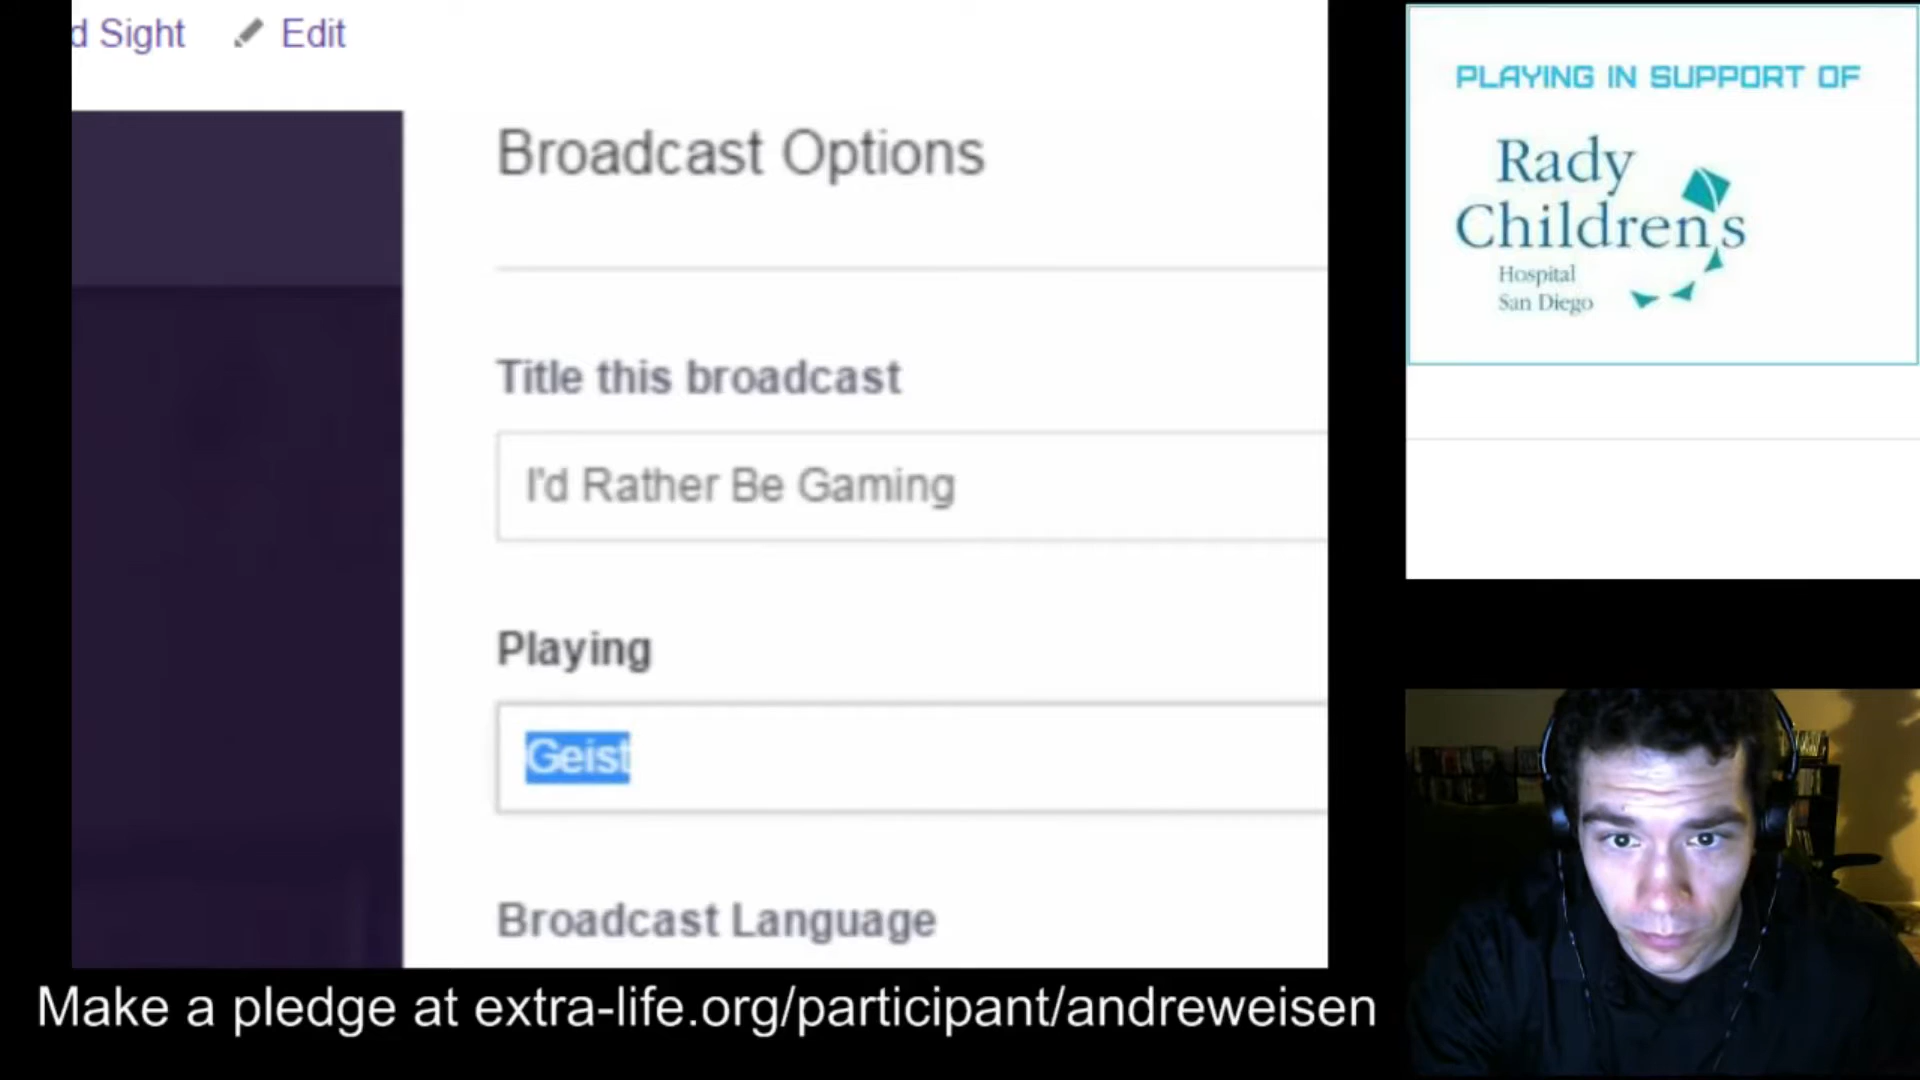 d Sight
Edit
Broadcast Options
Title this broadcast
I'd Rather Be Gaming
Playing
Geist
Broadcast Language
PLAYING IN SUPPORT OF
Rady
Children's
Hospital
San Diego
Make a pledge at extra-life.org/participant/andreweisen